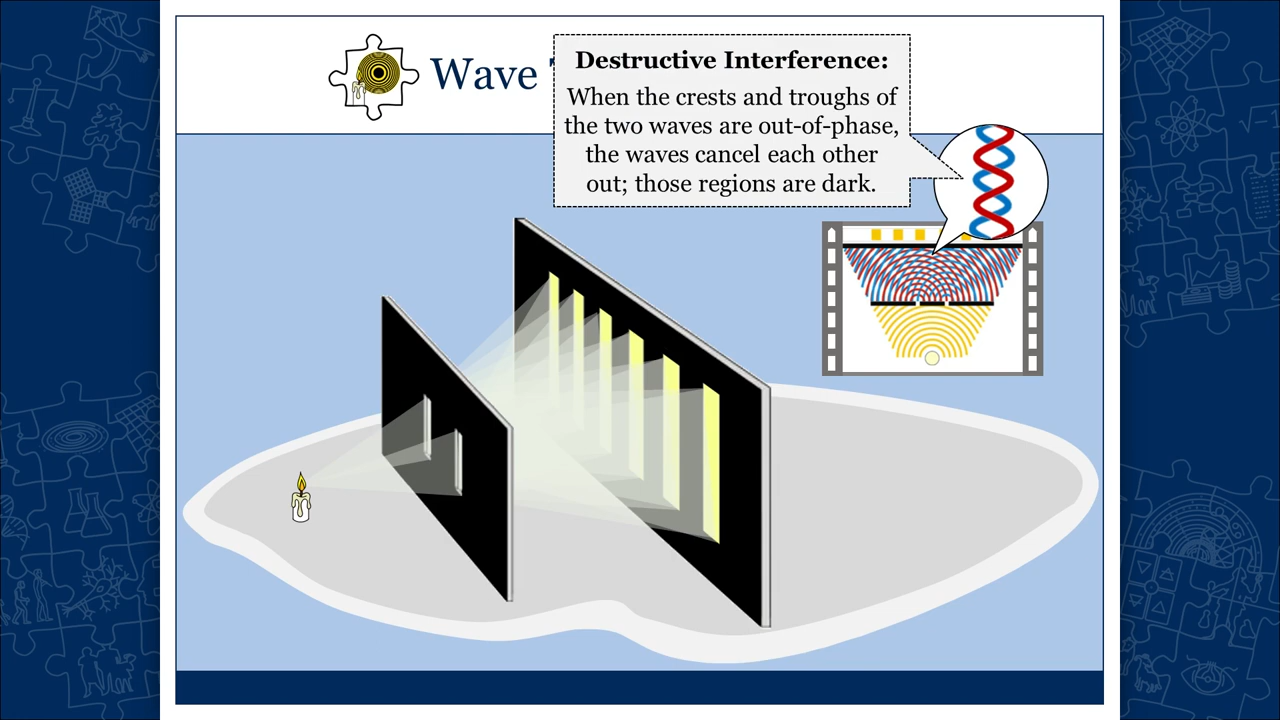 Wave
Destructive Interference:
When the crests and troughs of
the two waves are out-of-phase,
the waves cancel each other
out; those regions are dark.